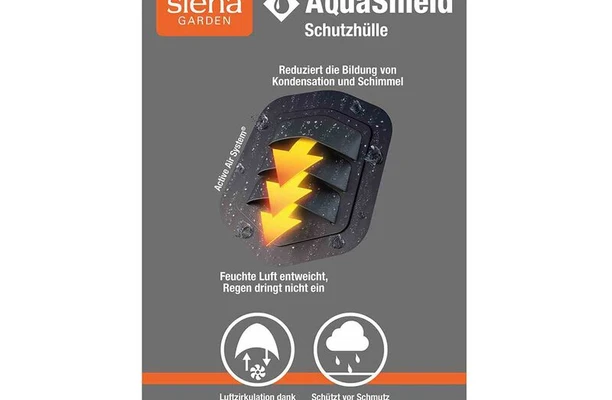 siena
GARDEN
AquaShield
Schutzhülle
Reduziert die Bildung von
Kondensation und Schimmel
Active Air System®
Feuchte Luft entweicht,
Regen dringt nicht ein
Luftzirkulation dank
Schützt vor Schmutz